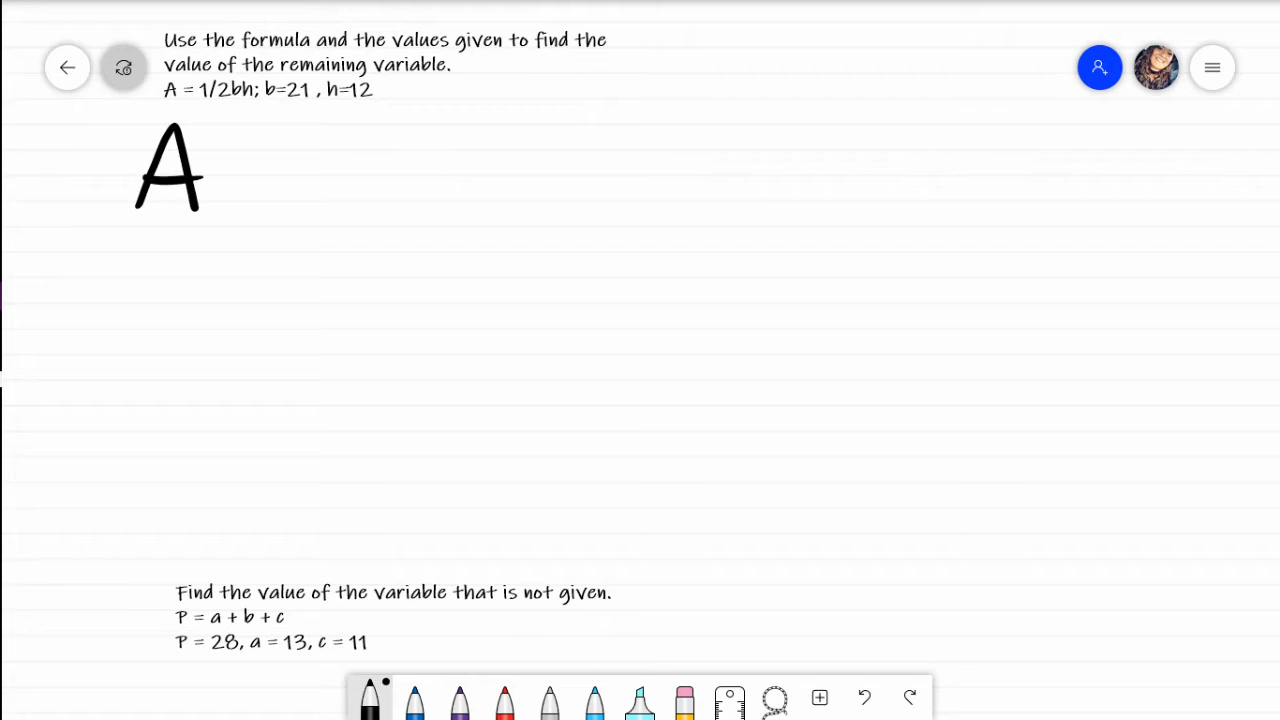 Use the formula and the values given to find the
value of the remaining variable.
A = 1/2bh; b=21 , h=12
A
Find the value of the variable that is not given.
P = a + b + c
P = 28, a = 13, c = 11